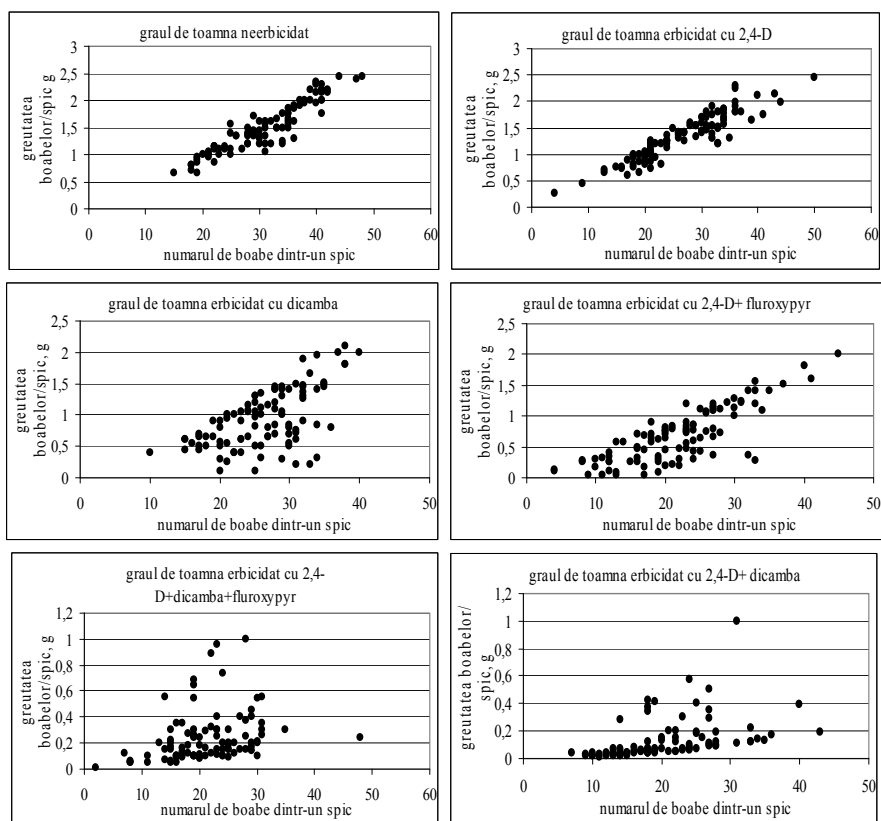 graul de toamna neerbicidat
greutatea
boabelor/spic, g
3
2,5
2
1,5
1
0,5
0
0 10 20 30 40 50 60
numarul de boabe dintr-un spic
graul de toamna erbicidat cu 2,4-D
greutatea
boabelor/spic, g
3
2,5
2
1,5
1
0,5
0
0 10 20 30 40 50 60
numarul de boabe dintr-un spic
graul de toamna erbicidat cu dicamba
greutatea
boabelor/spic, g
2,5
2
1,5
1
0,5
0
0 10 20 30 40 50
numarul de boabe dintr-un spic
graul de toamna erbicidat cu 2,4-D+ fluroxypyr
greutatea
boabelor/spic, g
2,5
2
1,5
1
0,5
0
0 10 20 30 40 50
numarul de boabe dintr-un spic
graul de toamna erbicidat cu 2,4-
D+dicamba+fluroxypyr
greutatea
boabelor/spic, g
1,2
1
0,8
0,6
0,4
0,2
0
0 10 20 30 40 50 60
numarul de boabe dintr-un spic
graul de toamna erbicidat cu 2,4-D+ dicamba
greutatea boabelor/
spic, g
1,2
1
0,8
0,6
0,4
0,2
0
0 10 20 30 40 50
numarul de boabe dintr-un spic